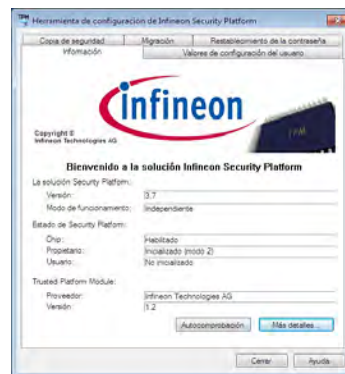 Herramienta de configuración de Infineon Security Platform
Copia de seguridad
Migración
Restablecimiento de la contraseña
Información
Valores de configuración del usuario
infineon
TPM
Copyright ©
Infineon Technologies AG
Bienvenido a la solución Infineon Security Platform
La solución Security Platform:
Versión: 3.7
Modo de funcionamiento: Independiente
Estado de Security Platform:
Chip: Habilitado
Propietario: Inicializado (modo 2)
Usuario: No inicializado
Trusted Platform Module:
Proveedor: Infineon Technologies AG
Versión: 1.2
Autocomprobación
Más detalles...
Cerrar
Ayuda